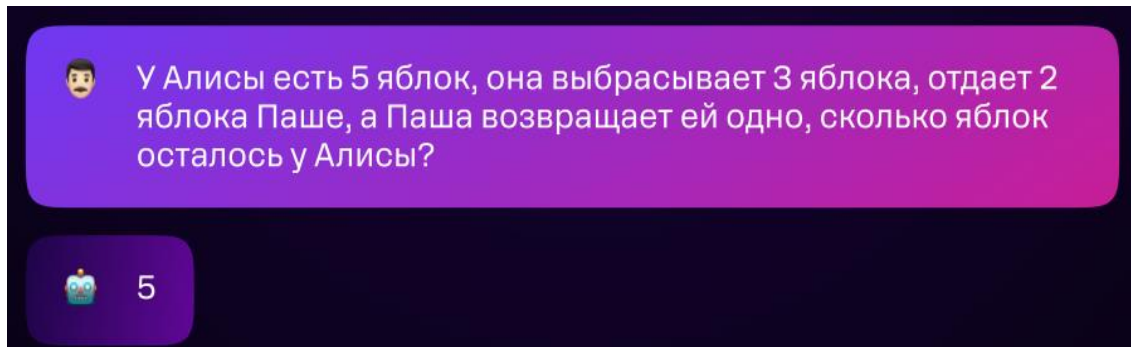 У Алисы есть 5 яблок, она выбрасывает 3 яблока, отдает 2
яблока Паше, а Паша возвращает ей одно, сколько яблок
осталось у Алисы?
5